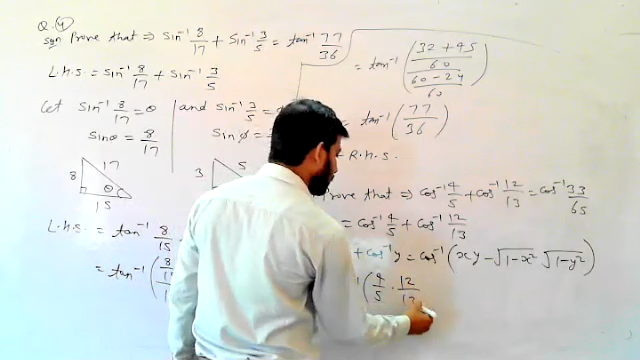 Q.4
Soln Prove that ⇒ Sin⁻¹ 8/17 + Sin⁻¹ 3/5 = tan⁻¹ 77/36
L.H.S. = Sin⁻¹ 8/17 + Sin⁻¹ 3/5
Let Sin⁻¹ 8/17 = θ | and Sin⁻¹ 3/5 =
Sinθ = 8/17
Sin ϕ =
8 17 θ 15
3 5
L.H.S. = tan⁻¹ 8/15
= tan⁻¹ ( 8/
= tan⁻¹ ( ((32 + 45)/60) / ((60 - 24)/60) )
= tan⁻¹ ( 77/36 )
= R.H.S.
Prove that ⇒ Cos⁻¹ 4/5 + Cos⁻¹ 12/13 = Cos⁻¹ 33/65
= Cos⁻¹ 4/5 + Cos⁻¹ 12/13
+ Cos⁻¹ y = Cos⁻¹ ( xy - √(1-x²) √(1-y²) )
( 4/5 · 12/13